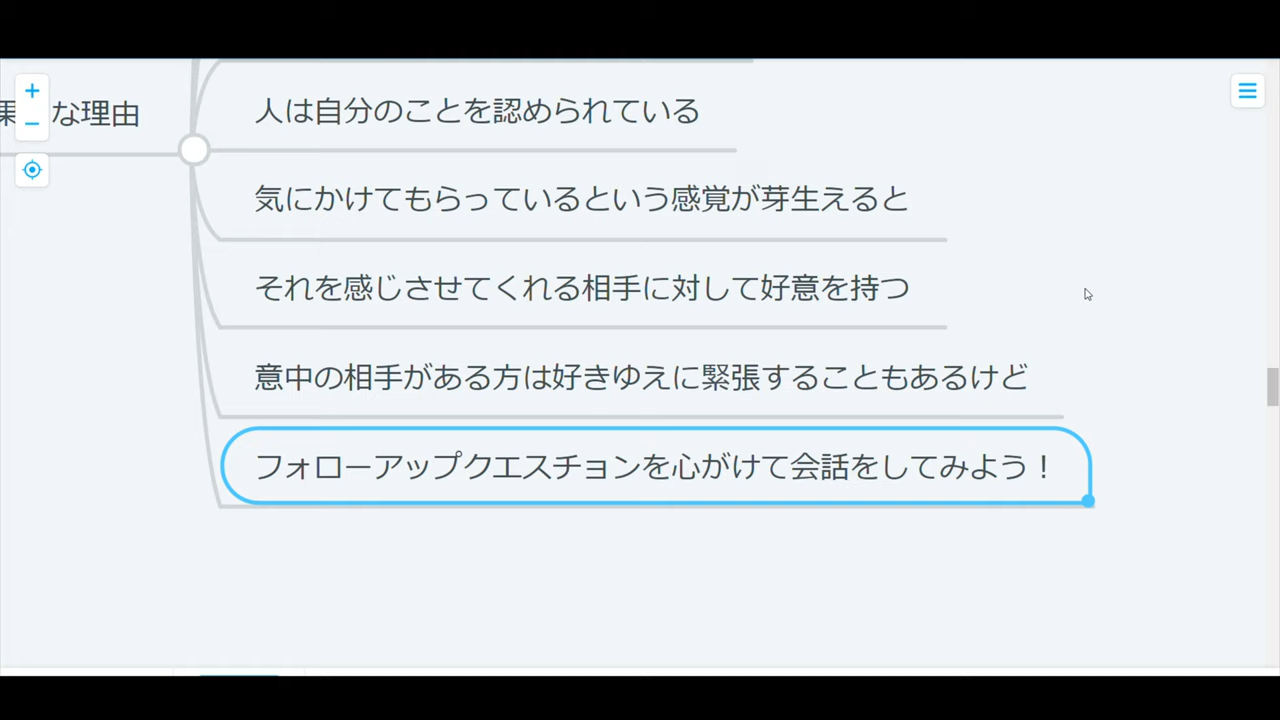 な理由
人は自分のことを認められている
気にかけてもらっているという感覚が芽生えると
それを感じさせてくれる相手に対して好意を持つ
意中の相手がある方は好きゆえに緊張することもあるけど
フォローアップクエスチョンを心がけて会話をしてみよう！